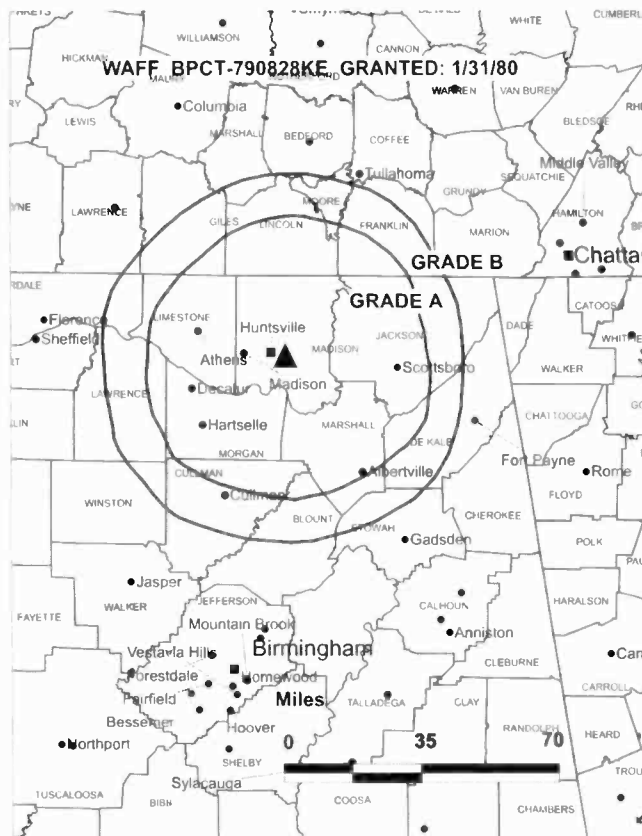 WILLIAMSON
CANNON
WHITE
CUMBERL
HICKMAN
WAFF BPCT-790828KE GRANTED: 1/31/80
MAURY
WARREN
VAN BUREN
Columbia
BLEDSOE
LEWIS
MARSHALL
BEDFORD
COFFEE
Middle Valley
Tullahoma
SEQUATCHIE
GRUNDY
MOORE
HAMILTON
LAWRENCE
GILES
LINCOLN
FRANKLIN
MARION
GRADE B
Chatta
GRADE A
CATOOS
Florence
LIMESTONE
DADE
Sheffield
Huntsville
JACKSON
MADISON
WALKER
Athens
Scottsboro
LAWRENCE
Decatur
Madison
CHATTOOGA
Hartselle
MARSHALL
DE KALB
MORGAN
Fort Payne
CULLMAN
Albertville
Rome
Cullman
FLOYD
WINSTON
BLOUNT
CHEROKEE
ETOWAH
Gadsden
POLK
Jasper
JEFFERSON
HARALSON
WALKER
CALHOUN
FAYETTE
Mountain Brook
Anniston
Vestavia Hills
Birmingham
CLEBURNE
Carr
Forestdale
Homewood
CARROLL
Fairfield
Miles
TALLADEGA
CLAY
Bessemer
Hoover
RANDOLPH
HEARD
Northport
0 35 70
SHELBY
TROU
Sylacauga
TUSCALOOSA
BIBB
COOSA
CHAMBERS